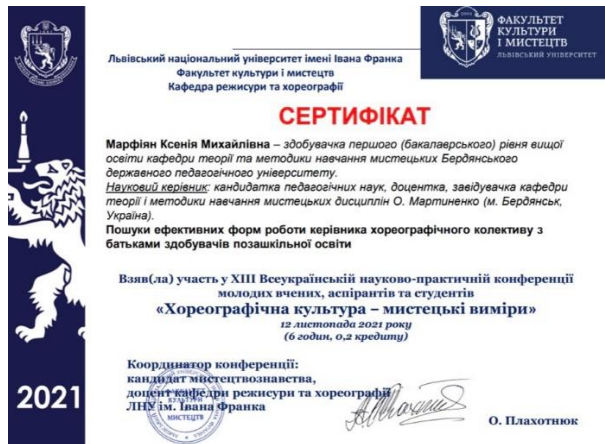 ФАКУЛЬТЕТ
КУЛЬТУРИ
І МИСТЕЦТВ
ЛЬВІВСЬКИЙ УНІВЕРСИТЕТ
Львівський національний університет імені Івана Франка
Факультет культури і мистецтв
Кафедра режисури та хореографії
СЕРТИФІКАТ
Марфіян Ксенія Михайлівна – здобувачка першого (бакалаврського) рівня вищої
освіти кафедри теорії та методики навчання мистецьких Бердянського
державного педагогічного університету.
Науковий керівник: кандидатка педагогічних наук, доцентка, завідувачка кафедри
теорії і методики навчання мистецьких дисциплін О. Мартиненко (м. Бердянськ,
Україна).
Пошуки ефективних форм роботи керівника хореографічного колективу з
батьками здобувачів позашкільної освіти
Взяв(ла) участь у XIII Всеукраїнській науково-практичній конференції
молодих вчених, аспірантів та студентів
«Хореографічна культура – мистецькі виміри»
12 листопада 2021 року
(6 годин, 0,2 кредиту)
Координатор конференції:
кандидат мистецтвознавства,
доцент кафедри режисури та хореографії
ЛНУ ім. Івана Франка
О. Плахотнюк
2021